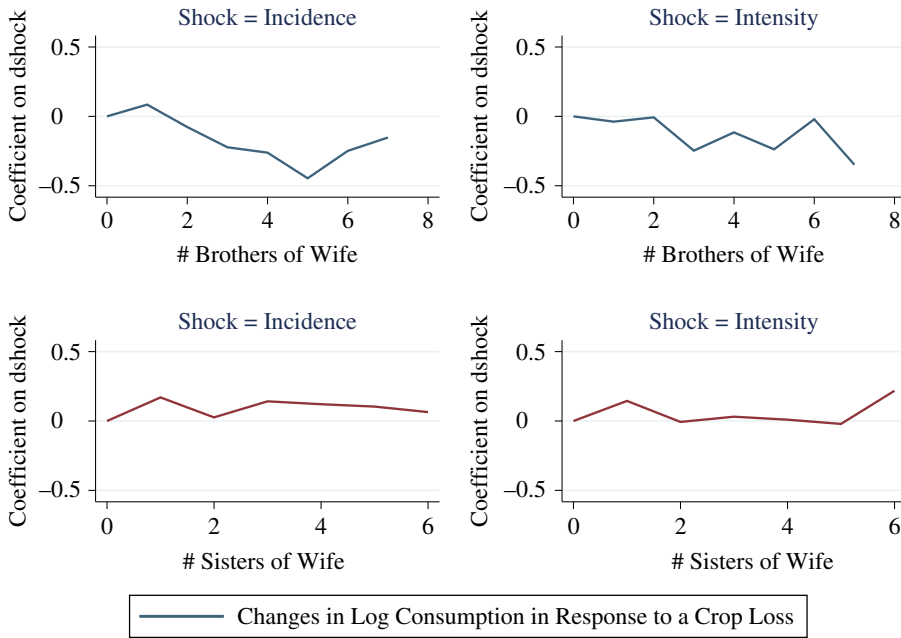 Shock = Incidence
Coefficient on dshock
0.5
0
–0.5
0 2 4 6 8
# Brothers of Wife
Shock = Intensity
Coefficient on dshock
0.5
0
–0.5
0 2 4 6 8
# Brothers of Wife
Shock = Incidence
Coefficient on dshock
0.5
0
–0.5
0 2 4 6
# Sisters of Wife
Shock = Intensity
Coefficient on dshock
0.5
0
–0.5
0 2 4 6
# Sisters of Wife
Changes in Log Consumption in Response to a Crop Loss